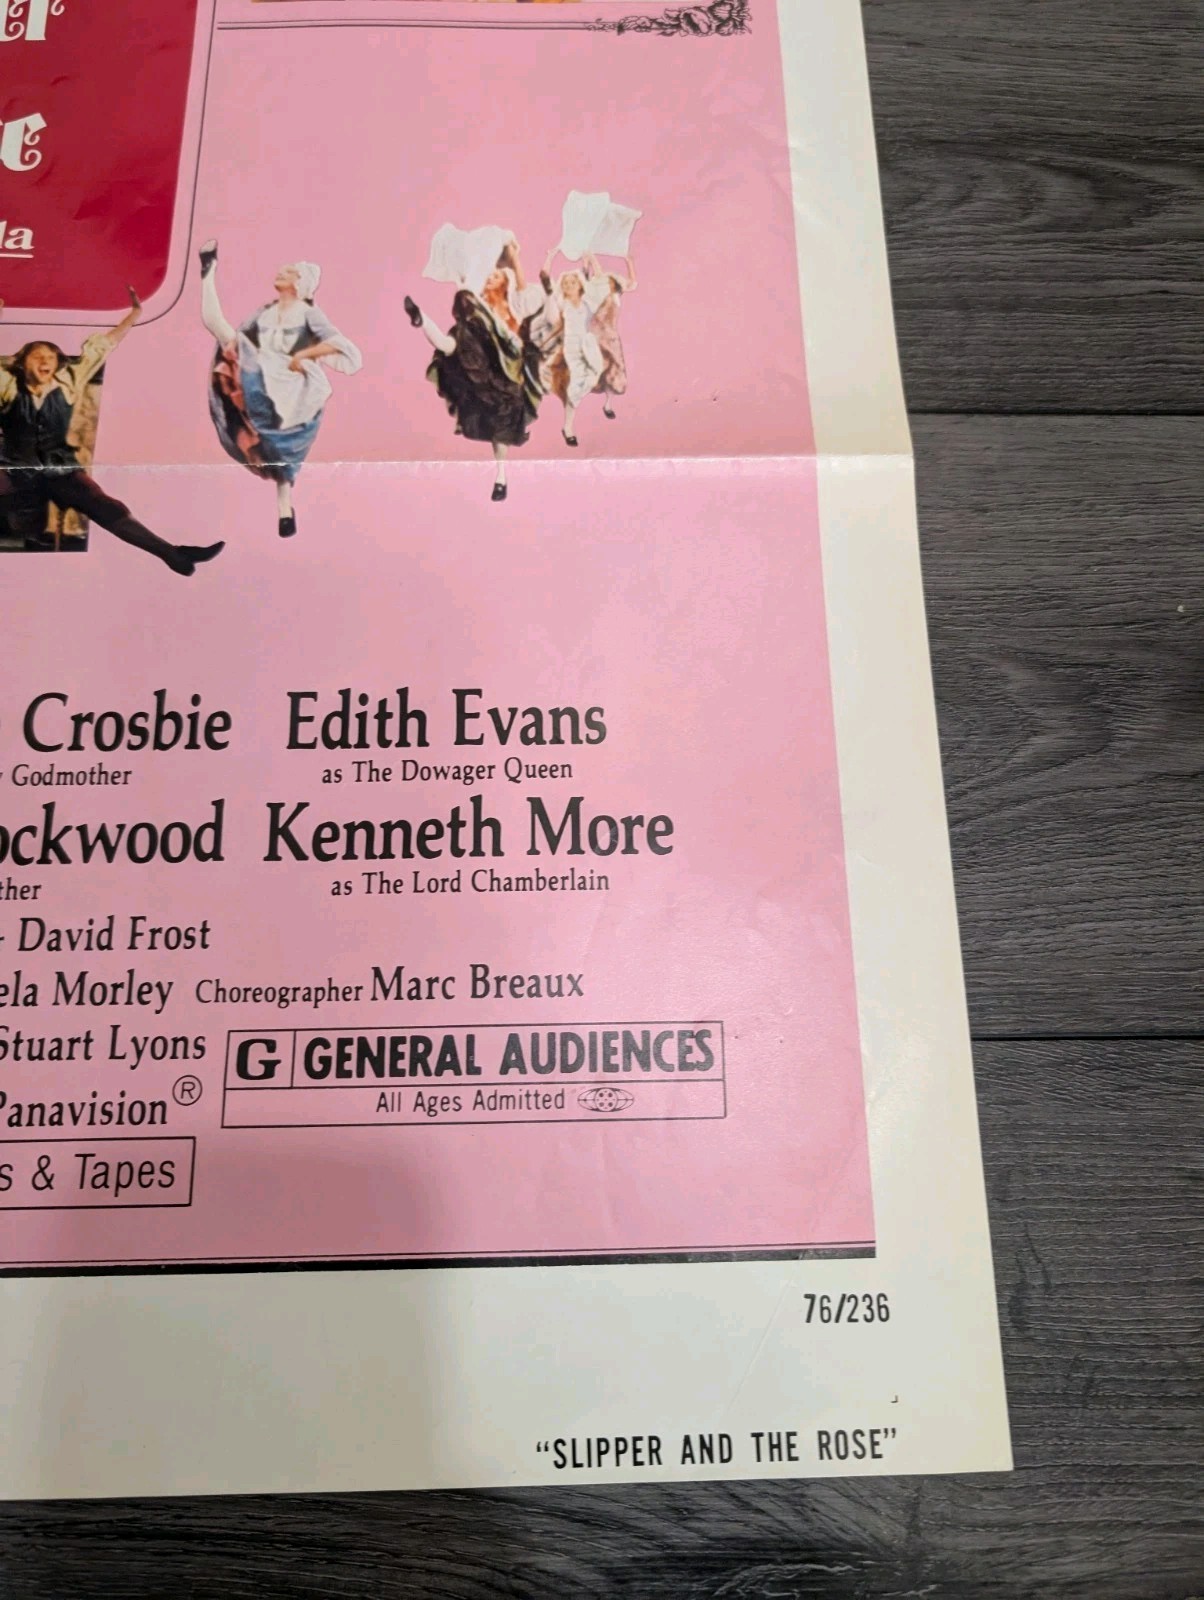 la
Crosbie Edith Evans
Godmother as The Dowager Queen
ockwood Kenneth More
ther as The Lord Chamberlain
David Frost
ela Morley Choreographer Marc Breaux
Stuart Lyons
G GENERAL AUDIENCES
Panavision®
All Ages Admitted
s & Tapes
76/236
"SLIPPER AND THE ROSE"